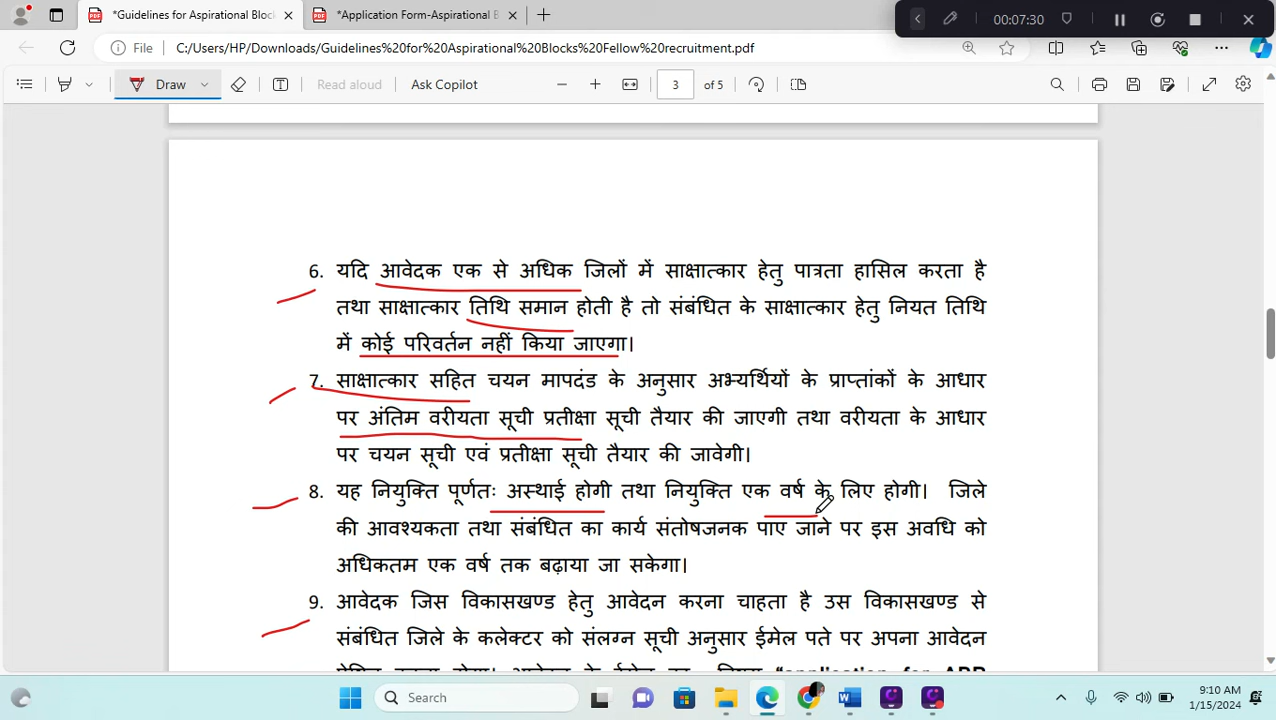 *Guidelines for Aspirational Bloc
*Application Form-Aspirational B
00:07:30
File
C:/Users/HP/Downloads/Guidelines%20for%20Aspirational%20Blocks%20Fellow%20recruitment.pdf
Draw
Read aloud
Ask Copilot
3
of 5
6. यदि आवेदक एक से अधिक जिलों में साक्षात्कार हेतु पात्रता हासिल करता है
तथा साक्षात्कार तिथि समान होती है तो संबंधित के साक्षात्कार हेतु नियत तिथि
में कोई परिवर्तन नहीं किया जाएगा।
7. साक्षात्कार सहित चयन मापदंड के अनुसार अभ्यर्थियों के प्राप्तांकों के आधार
पर अंतिम वरीयता सूची प्रतीक्षा सूची तैयार की जाएगी तथा वरीयता के आधार
पर चयन सूची एवं प्रतीक्षा सूची तैयार की जावेगी।
8. यह नियुक्ति पूर्णतः अस्थाई होगी तथा नियुक्ति एक वर्ष के लिए होगी। जिले
की आवश्यकता तथा संबंधित का कार्य संतोषजनक पाए जाने पर इस अवधि को
अधिकतम एक वर्ष तक बढ़ाया जा सकेगा।
9. आवेदक जिस विकासखण्ड हेतु आवेदन करना चाहता है उस विकासखण्ड से
संबंधित जिले के कलेक्टर को संलग्न सूची अनुसार ईमेल पते पर अपना आवेदन
Search
9:10 AM
1/15/2024